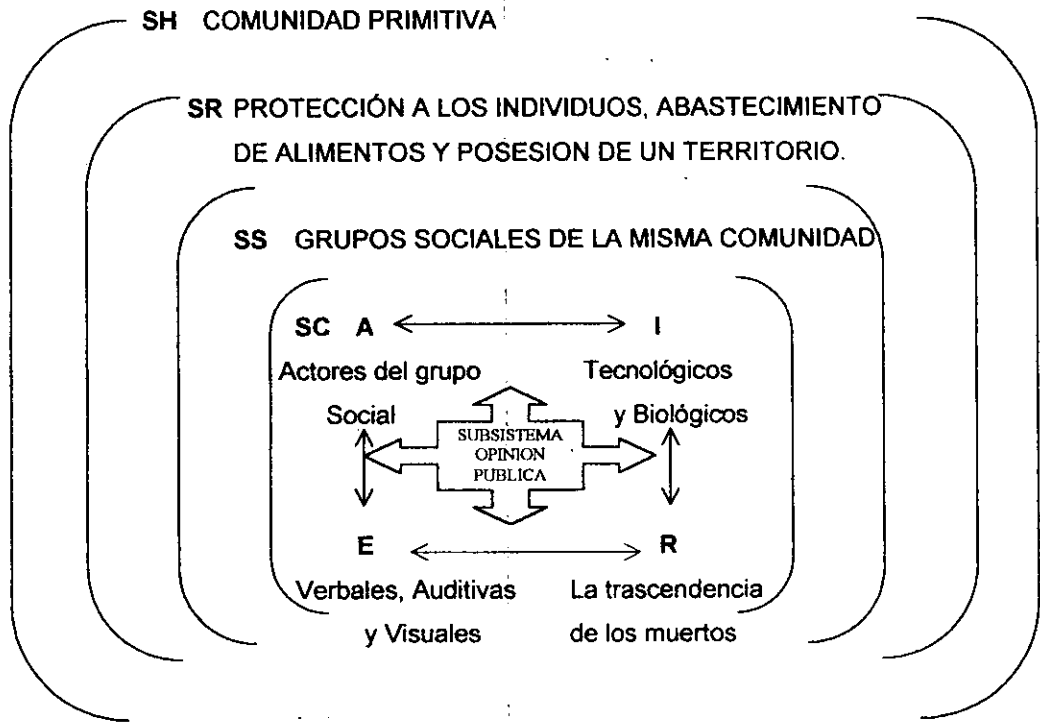 SH COMUNIDAD PRIMITIVA
SR PROTECCIÓN A LOS INDIVIDUOS, ABASTECIMIENTO
DE ALIMENTOS Y POSESION DE UN TERRITORIO.
SS GRUPOS SOCIALES DE LA MISMA COMUNIDAD
SC A I
Actores del grupo Tecnológicos
Social y Biológicos
SUBSISTEMA
OPINION
PUBLICA
E R
Verbales, Auditivas La trascendencia
y Visuales de los muertos